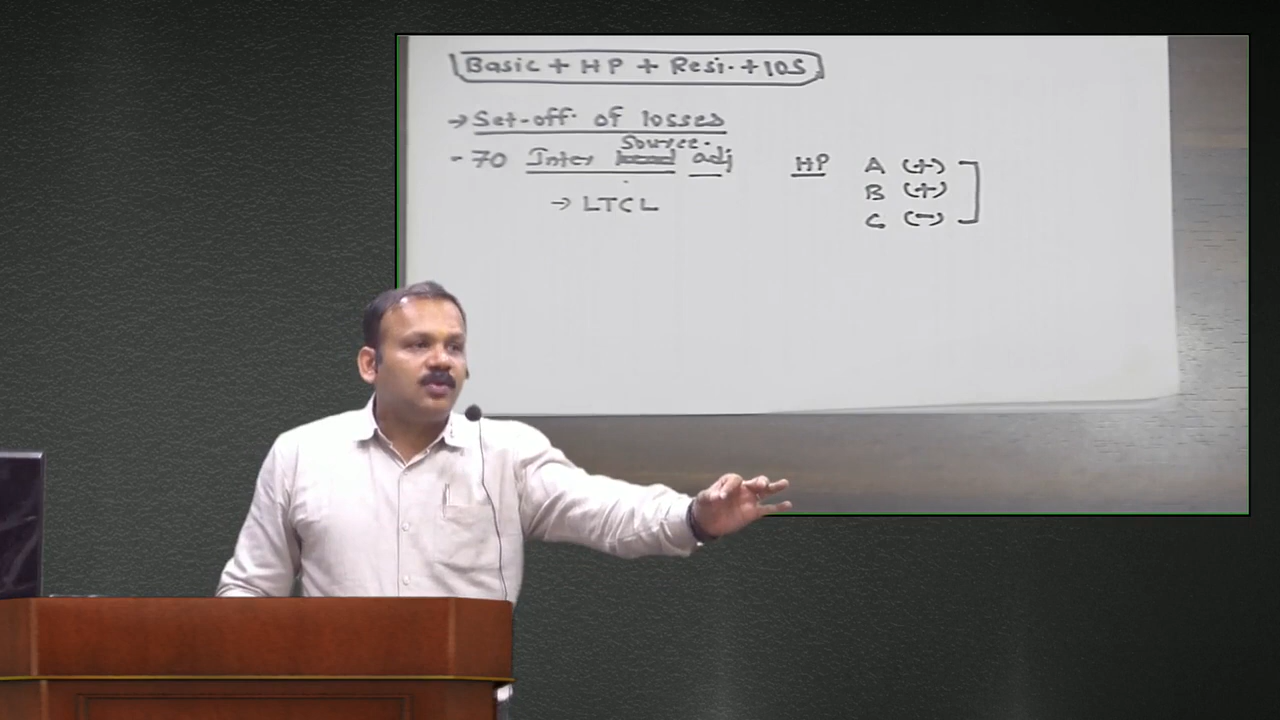 Basic + HP + Resi. + IOS
→ Set-off of losses
- 70 Inter Source. adj
→ LTCL
HP A (+)
B (+)
C (-)